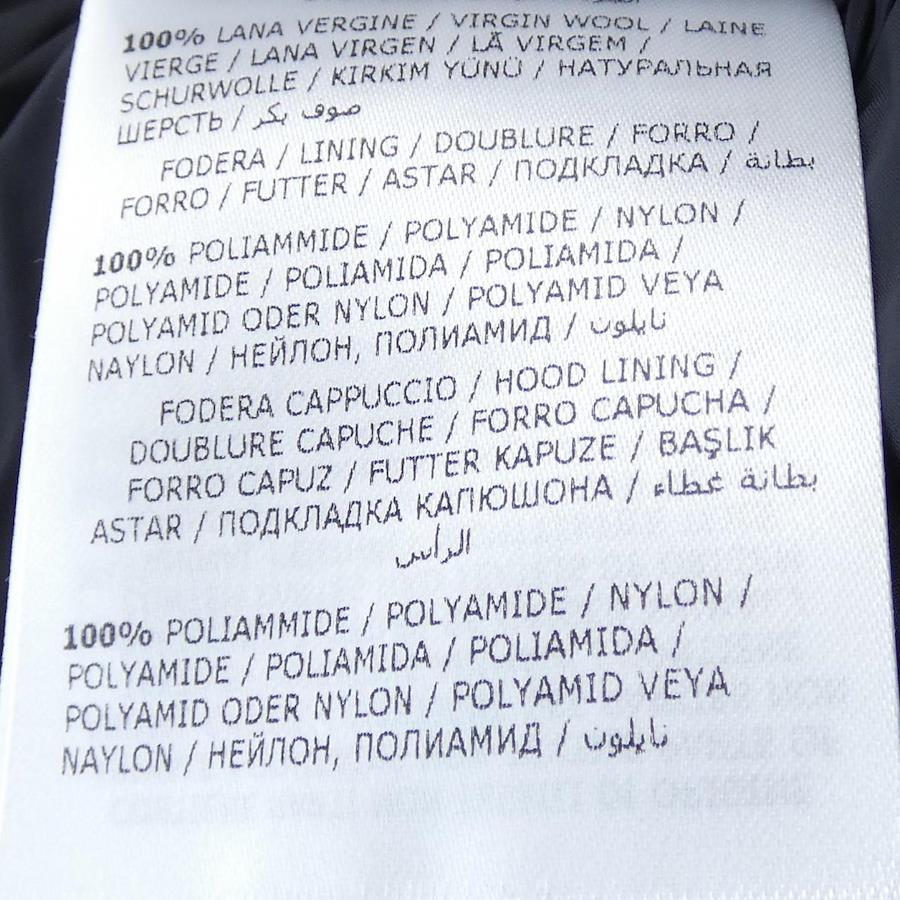 100% LANA VERGINE / VIRGIN WOOL / LAINE
VIERGE / LANA VIRGEN / LÃ VIRGEM /
SCHURWOLLE / KIRKIM YÜNÜ / НАТУРАЛЬНАЯ
ШЕРСТЬ / صوف بكر
FODERA / LINING / DOUBLURE / FORRO /
FORRO / FUTTER / ASTAR / ПОДКЛАДКА / بطانة
100% POLIAMMIDE / POLYAMIDE / NYLON /
POLYAMIDE / POLIAMIDA / POLIAMIDA /
POLYAMID ODER NYLON / POLYAMID VEYA
NAYLON / НЕЙЛОН, ПОЛИАМИД / نايلون
FODERA CAPPUCCIO / HOOD LINING /
DOUBLURE CAPUCHE / FORRO CAPUCHA /
FORRO CAPUZ / FUTTER KAPUZE / BAŞLIK
ASTAR / ПОДКЛАДКА КАПЮШОНА / بطانة غطاء
الرأس
100% POLIAMMIDE / POLYAMIDE / NYLON /
POLYAMIDE / POLIAMIDA / POLIAMIDA /
POLYAMID ODER NYLON / POLYAMID VEYA
NAYLON / НЕЙЛОН, ПОЛИАМИД / نايلون